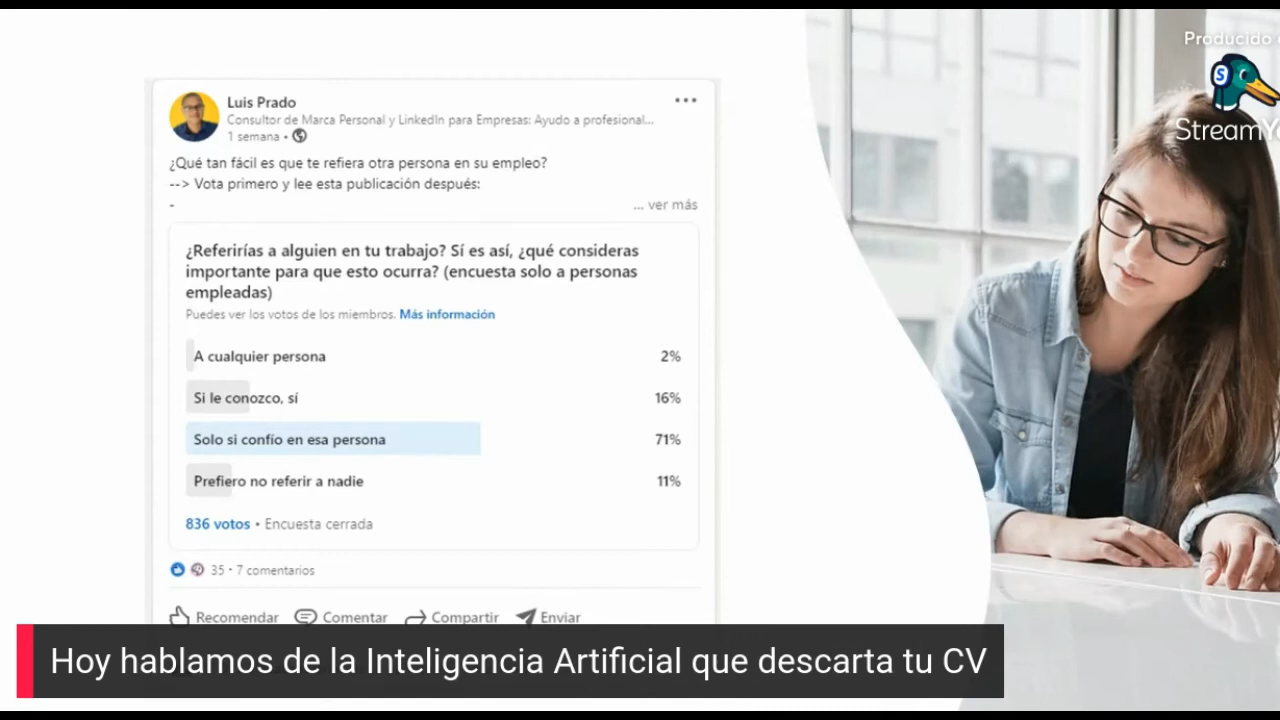 Producido
StreamY
Luis Prado
Consultor de Marca Personal y LinkedIn para Empresas: Ayudo a profesional...
1 semana •
¿Qué tan fácil es que te refiera otra persona en su empleo?
--> Vota primero y lee esta publicación después:
-
... ver más
¿Referirías a alguien en tu trabajo? Sí es así, ¿qué consideras
importante para que esto ocurra? (encuesta solo a personas
empleadas)
Puedes ver los votos de los miembros. Más información
A cualquier persona 2%
Si le conozco, sí 16%
Solo si confío en esa persona 71%
Prefiero no referir a nadie 11%
836 votos • Encuesta cerrada
35 · 7 comentarios
Recomendar Comentar Compartir Enviar
Hoy hablamos de la Inteligencia Artificial que descarta tu CV